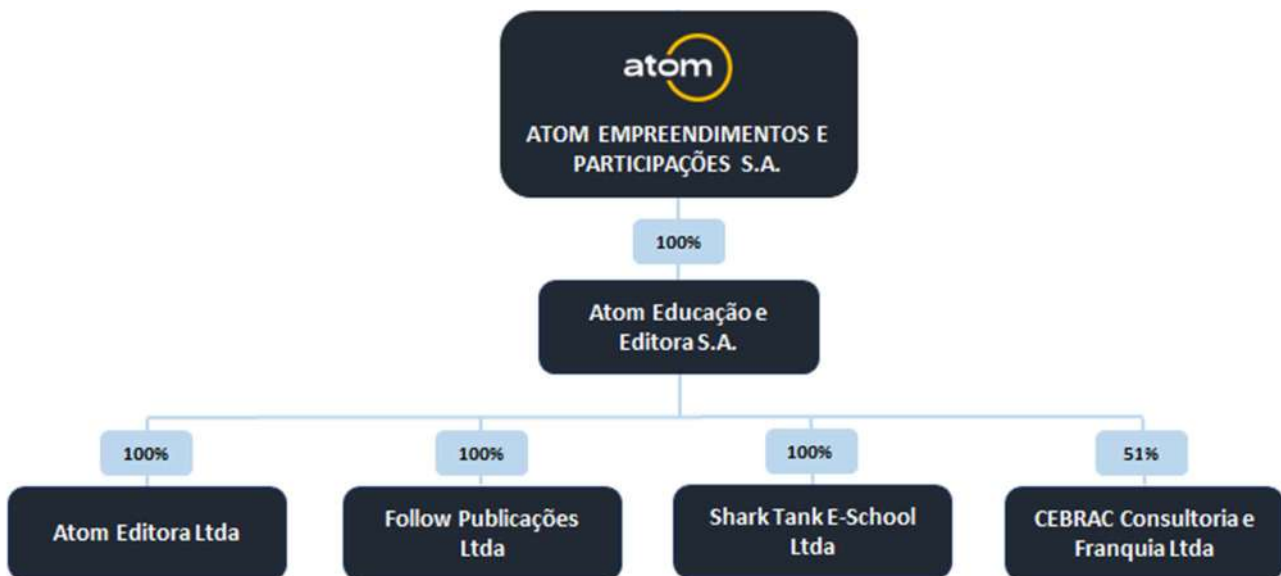 atom
ATOM EMPREENDIMENTOS E
PARTICIPAÇÕES S.A.
100%
Atom Educação e
Editora S.A.
100%
100%
100%
51%
Atom Editora Ltda
Follow Publicações
Ltda
Shark Tank E-School
Ltda
CEBRAC Consultoria e
Franquia Ltda